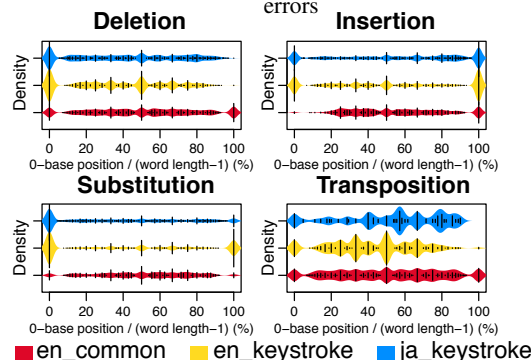 errors
Deletion
Insertion
Density
Density
0 20 40 60 80 100
0 20 40 60 80 100
0−base position / (word length−1) (%)
0−base position / (word length−1) (%)
Substitution
Transposition
Density
Density
0 20 40 60 80 100
0 20 40 60 80 100
0−base position / (word length−1) (%)
0−base position / (word length−1) (%)
en_common en_keystroke ja_keystroke